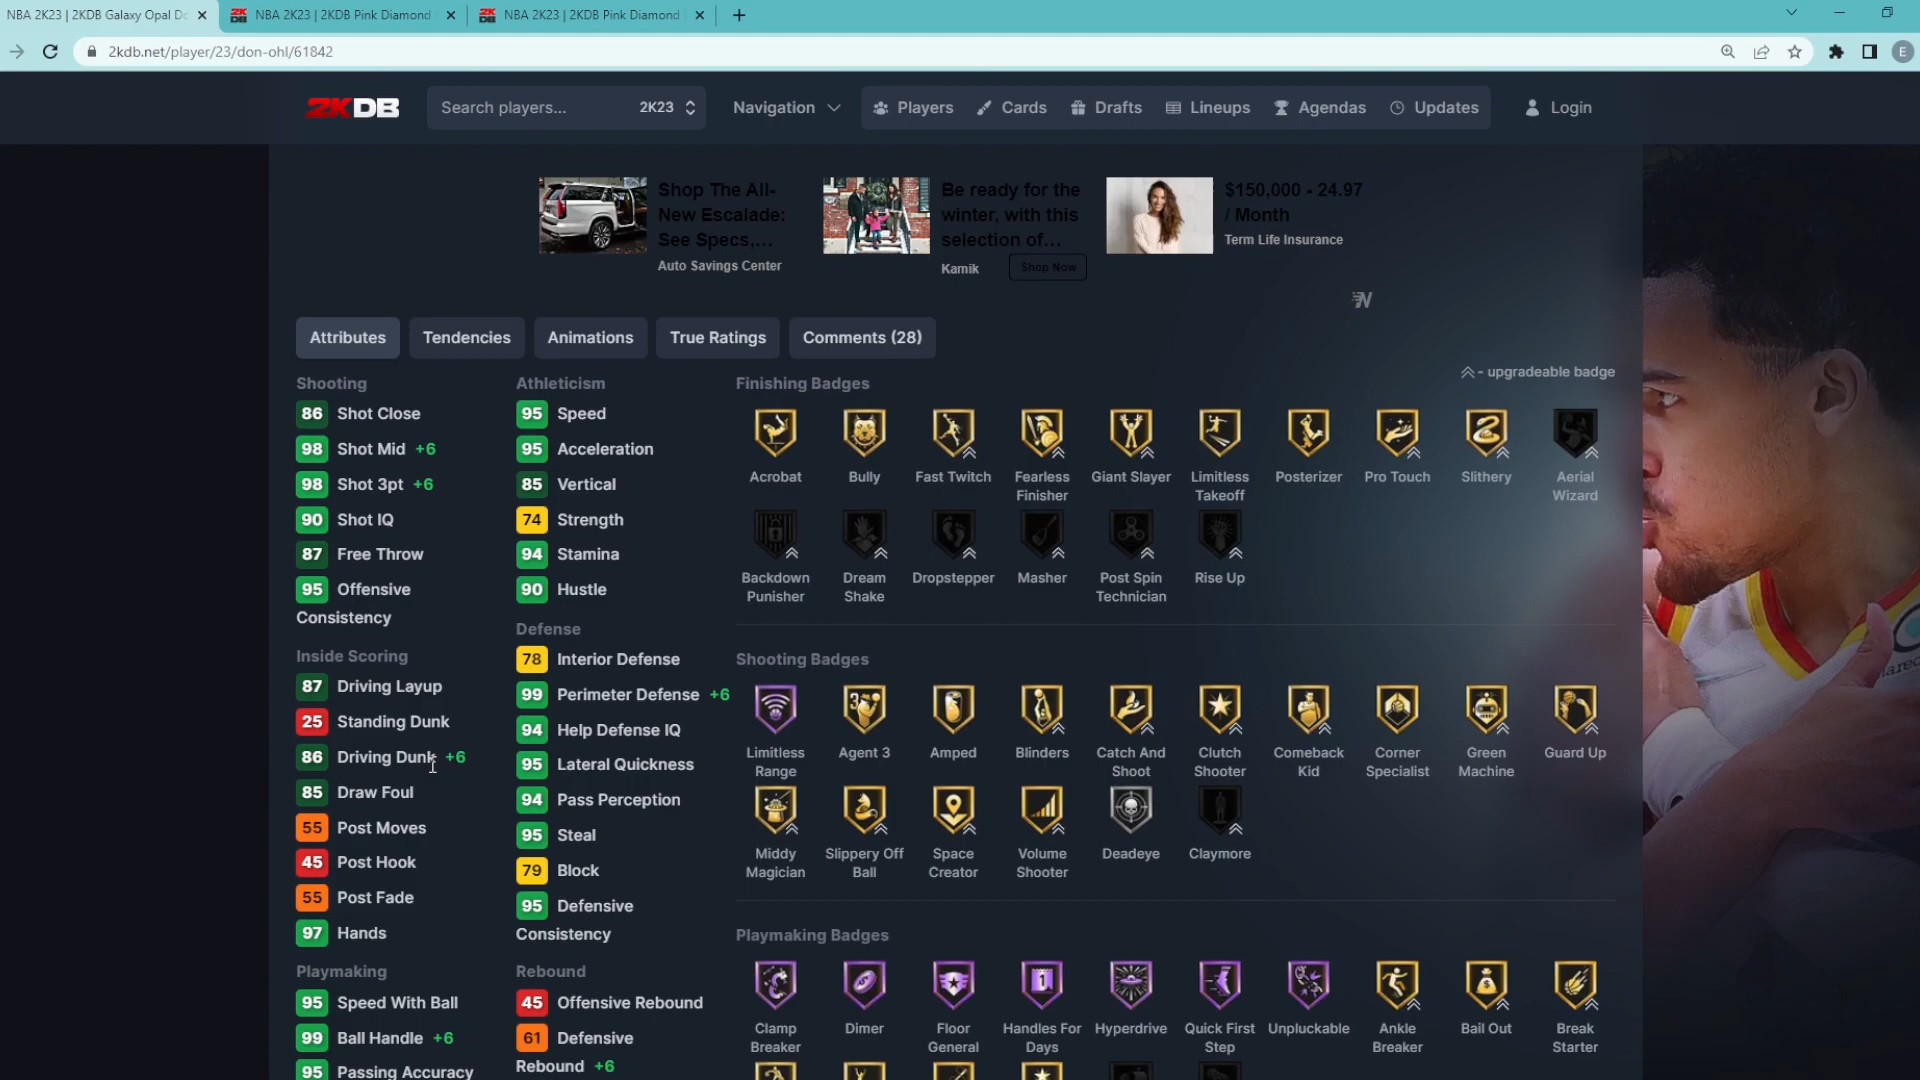 NBA 2K23 | 2KDB Galaxy Opal Do
NBA 2K23 | 2KDB Pink Diamond
NBA 2K23 | 2KDB Pink Diamond
2kdb.net/player/23/don-ohl/61842
E
2KDB
Search players...
2K23
Navigation
Players
Cards
Drafts
Lineups
Agendas
Updates
Login
Shop The All-
New Escalade:
See Specs,...
Auto Savings Center
Be ready for the
winter, with this
selection of...
Kamik
Shop Now
$150,000 - 24.97
/ Month
Term Life Insurance
Attributes
Tendencies
Animations
True Ratings
Comments (28)
- upgradeable badge
Shooting
86 Shot Close
98 Shot Mid +6
98 Shot 3pt +6
90 Shot IQ
87 Free Throw
95 Offensive
Consistency
Inside Scoring
87 Driving Layup
25 Standing Dunk
86 Driving Dunk +6
85 Draw Foul
55 Post Moves
45 Post Hook
55 Post Fade
97 Hands
Playmaking
95 Speed With Ball
99 Ball Handle +6
95 Passing Accuracy
Athleticism
95 Speed
95 Acceleration
85 Vertical
74 Strength
94 Stamina
90 Hustle
Defense
78 Interior Defense
99 Perimeter Defense +6
94 Help Defense IQ
95 Lateral Quickness
94 Pass Perception
95 Steal
79 Block
95 Defensive
Consistency
Rebound
45 Offensive Rebound
61 Defensive
Rebound +6
Finishing Badges
Acrobat
Bully
Fast Twitch
Fearless
Finisher
Giant Slayer
Limitless
Takeoff
Posterizer
Pro Touch
Slithery
Aerial
Wizard
Backdown
Punisher
Dream
Shake
Dropstepper
Masher
Post Spin
Technician
Rise Up
Shooting Badges
Limitless
Range
Agent 3
Amped
Blinders
Catch And
Shoot
Clutch
Shooter
Comeback
Kid
Corner
Specialist
Green
Machine
Guard Up
Middy
Magician
Slippery Off
Ball
Space
Creator
Volume
Shooter
Deadeye
Claymore
Playmaking Badges
Clamp
Breaker
Dimer
Floor
General
Handles For
Days
Hyperdrive
Quick First
Step
Unpluckable
Ankle
Breaker
Bail Out
Break
Starter